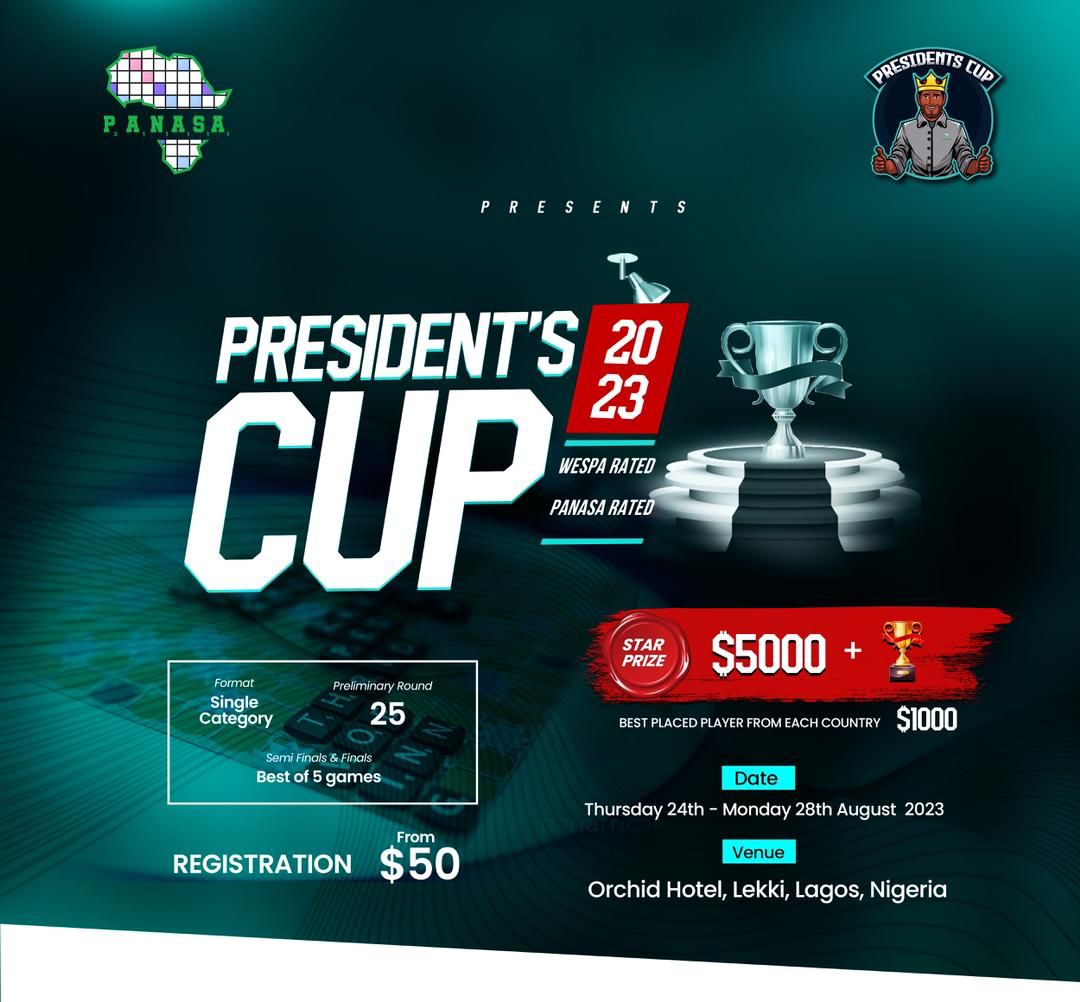 PANASA
PRESIDENTS CUP
PRESENTS
PRESIDENT'S
CUP
20
23
WESPA RATED
PANASA RATED
STAR
PRIZE
$5000 +
BEST PLACED PLAYER FROM EACH COUNTRY $1000
Format
Single
Category
Preliminary Round
25
Semi Finals & Finals
Best of 5 games
REGISTRATION
From
$50
Date
Thursday 24th - Monday 28th August 2023
Venue
Orchid Hotel, Lekki, Lagos, Nigeria